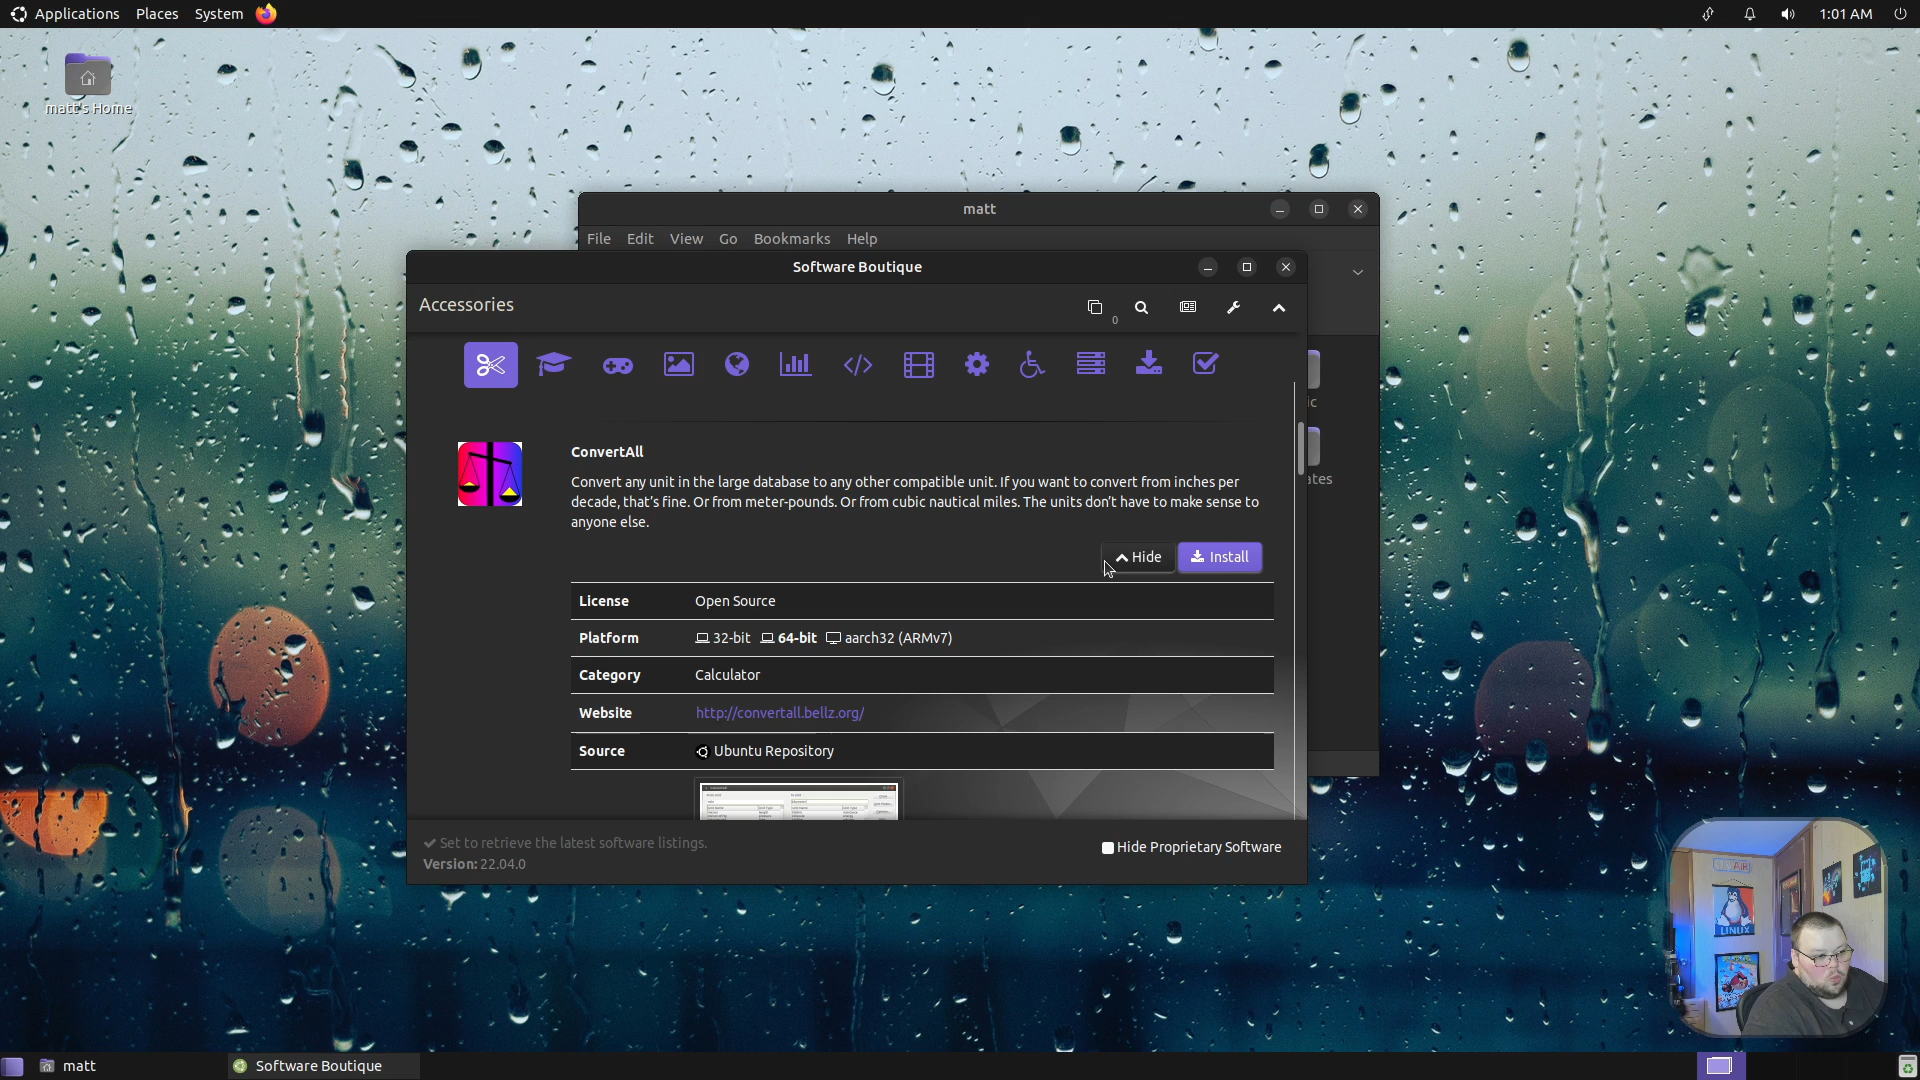 Applications Places System
1:01 AM
matt's Home
matt
File Edit View Go Bookmarks Help
Software Boutique
Accessories
0
ic
ates
ConvertAll
Convert any unit in the large database to any other compatible unit. If you want to convert from inches per
decade, that's fine. Or from meter-pounds. Or from cubic nautical miles. The units don't have to make sense to
anyone else.
Hide Install
License Open Source
Platform 32-bit 64-bit aarch32 (ARMv7)
Category Calculator
Website http://convertall.bellz.org/
Source Ubuntu Repository
Set to retrieve the latest software listings.
Version: 22.04.0
Hide Proprietary Software
LINUX
matt
Software Boutique